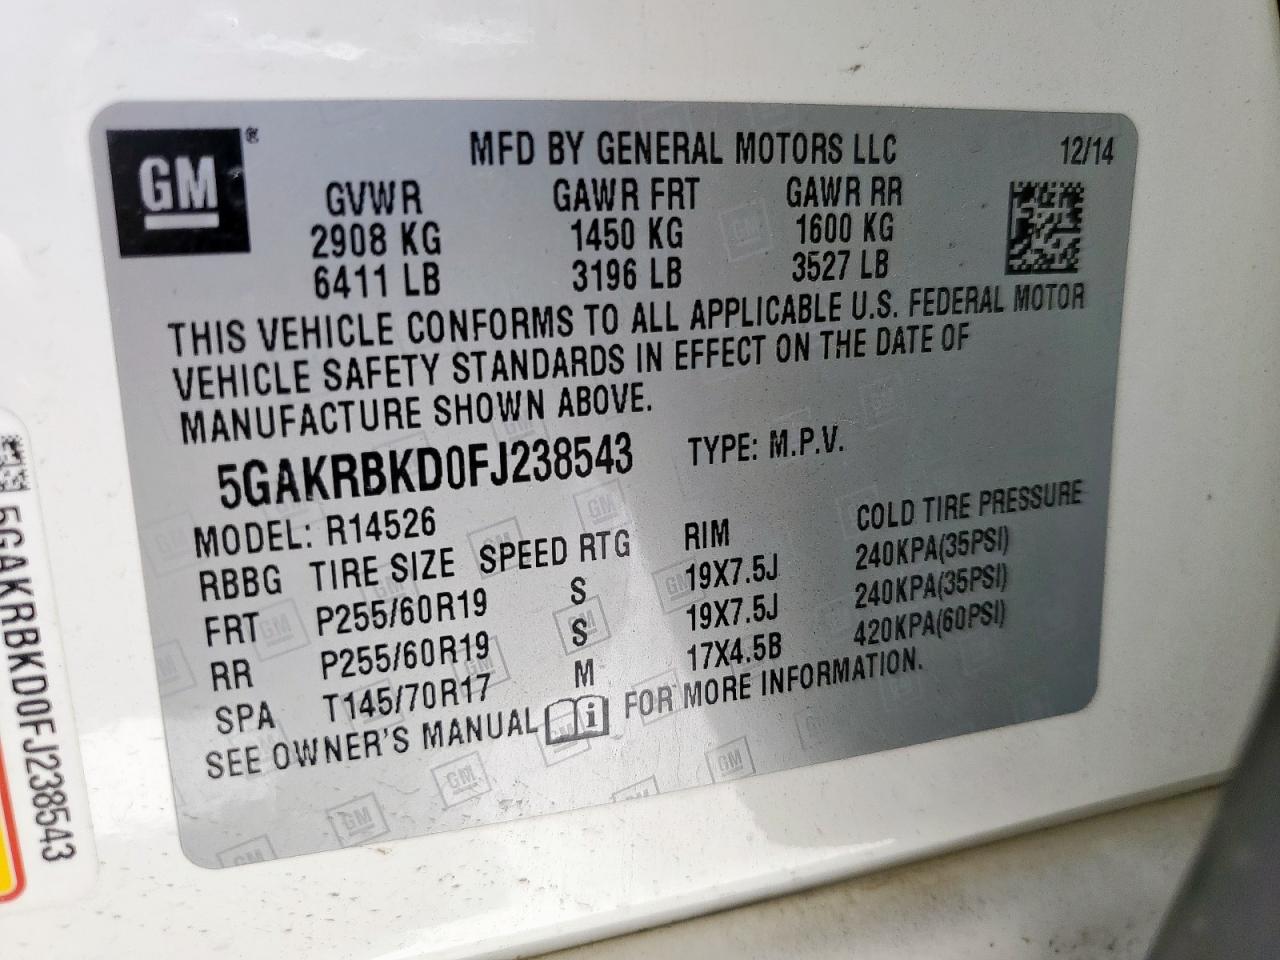 GM ®
MFD BY GENERAL MOTORS LLC 12/14
GVWR GAWR FRT GAWR RR
2908 KG 1450 KG 1600 KG
6411 LB 3196 LB 3527 LB
THIS VEHICLE CONFORMS TO ALL APPLICABLE U.S. FEDERAL MOTOR
VEHICLE SAFETY STANDARDS IN EFFECT ON THE DATE OF
MANUFACTURE SHOWN ABOVE.
5GAKRBKD0FJ238543 TYPE: M.P.V.
MODEL: R14526
RBBG TIRE SIZE SPEED RTG RIM COLD TIRE PRESSURE
FRT P255/60R19 S 19X7.5J 240KPA(35PSI)
RR P255/60R19 S 19X7.5J 240KPA(35PSI)
SPA T145/70R17 M 17X4.5B 420KPA(60PSI)
SEE OWNER'S MANUAL i FOR MORE INFORMATION.
5GAKRBKD0FJ238543